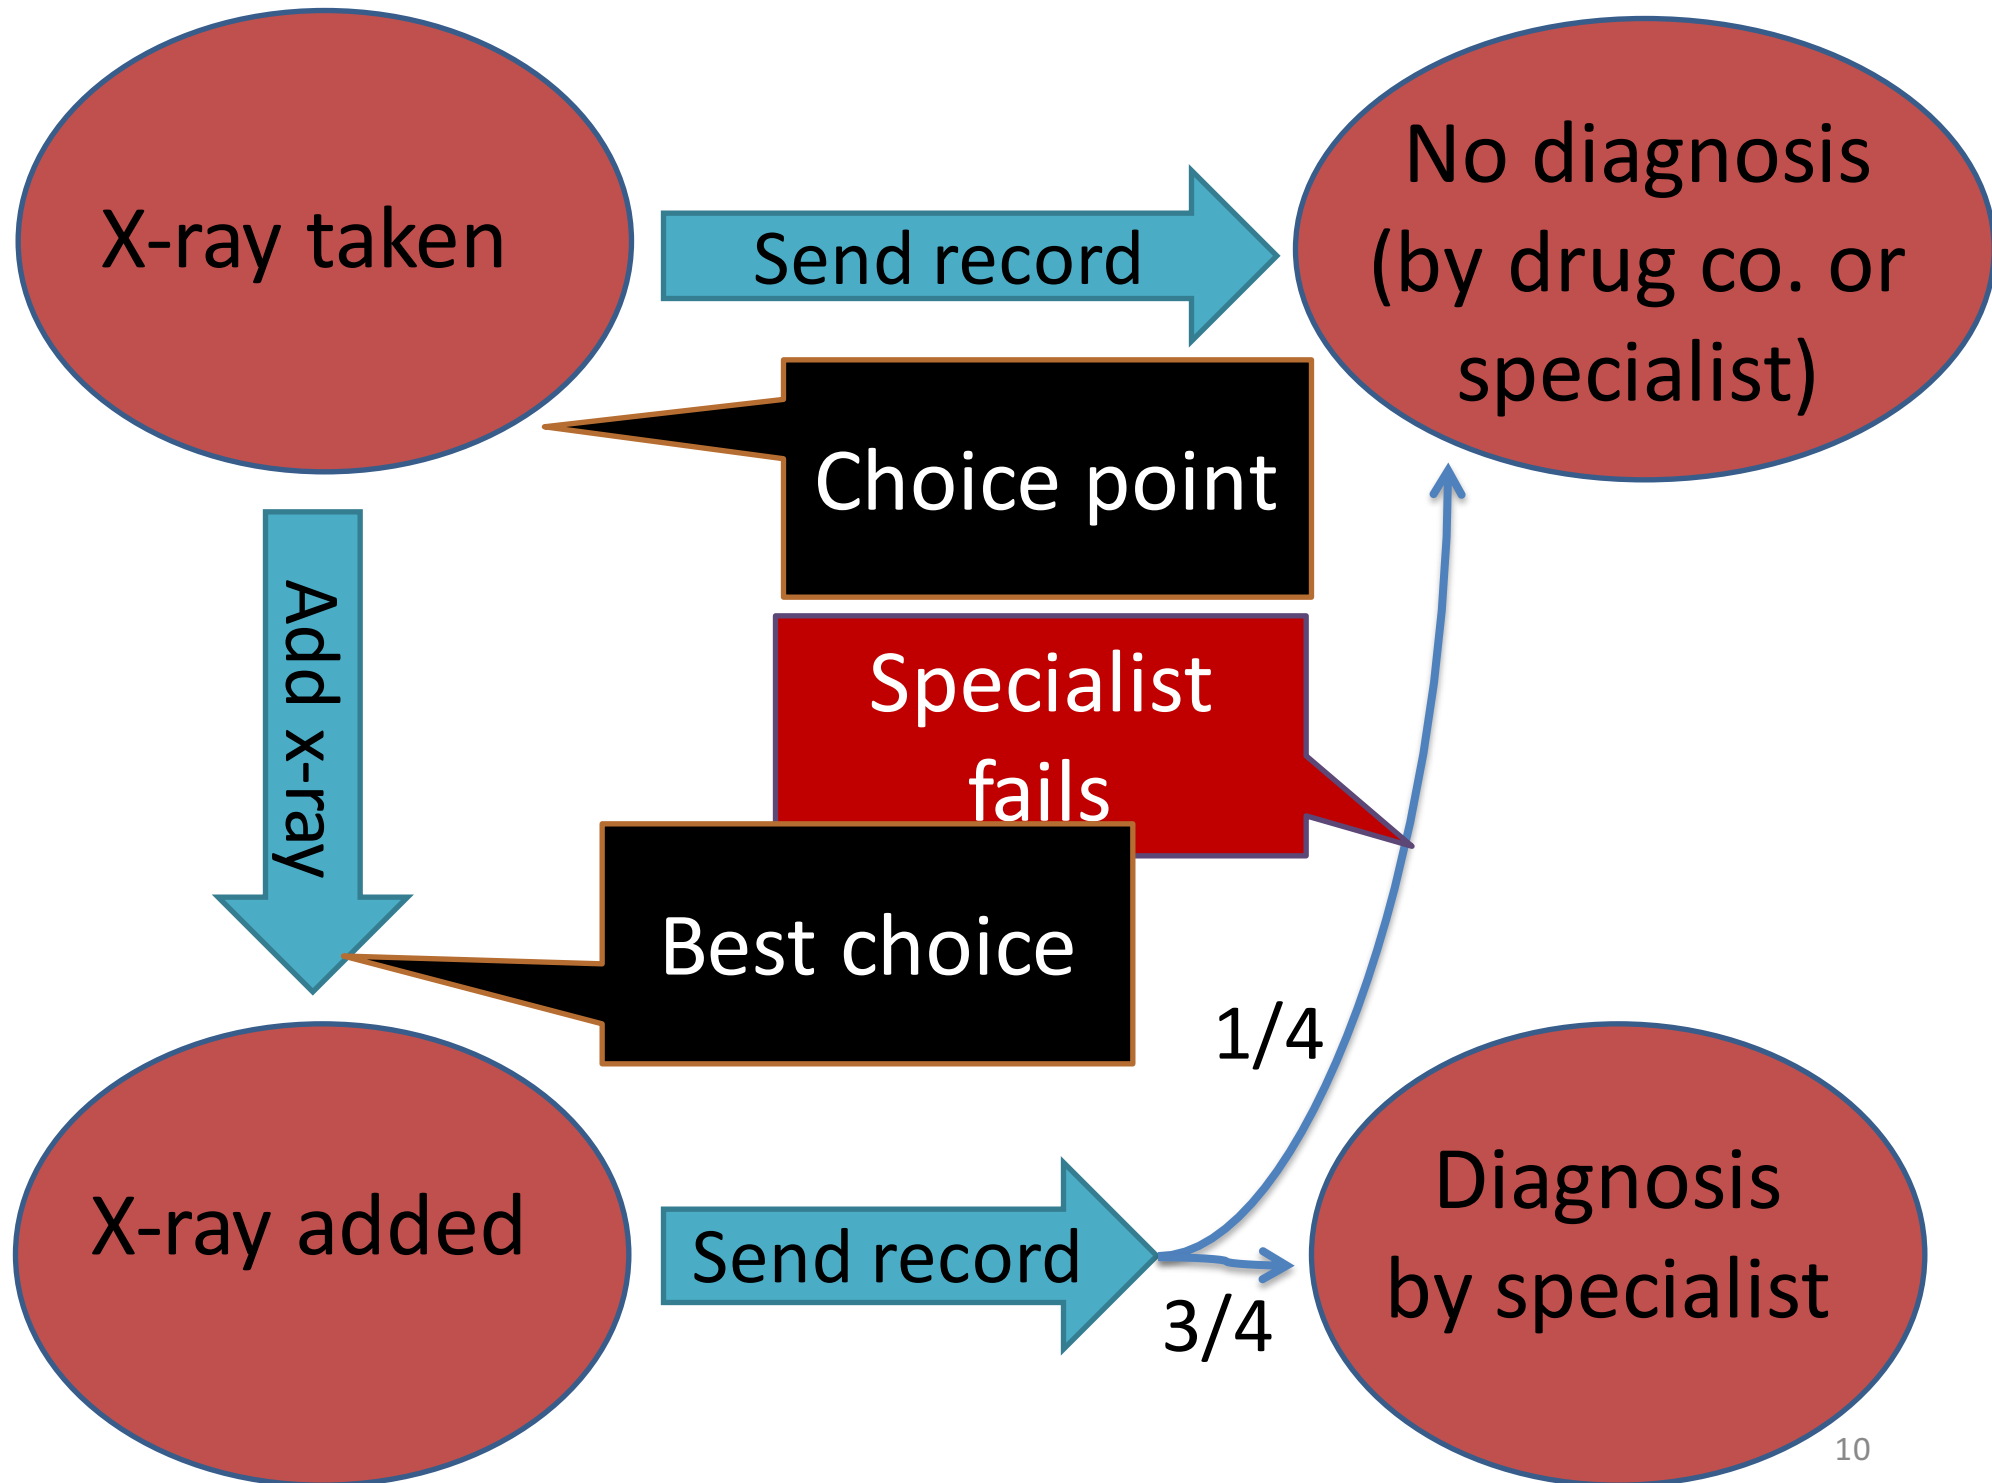 X-ray taken
Send record
No diagnosis
(by drug co. or
specialist)
Choice point
Add x-ray
Specialist
fails
Best choice
1/4
X-ray added
Send record
3/4
Diagnosis
by specialist
10